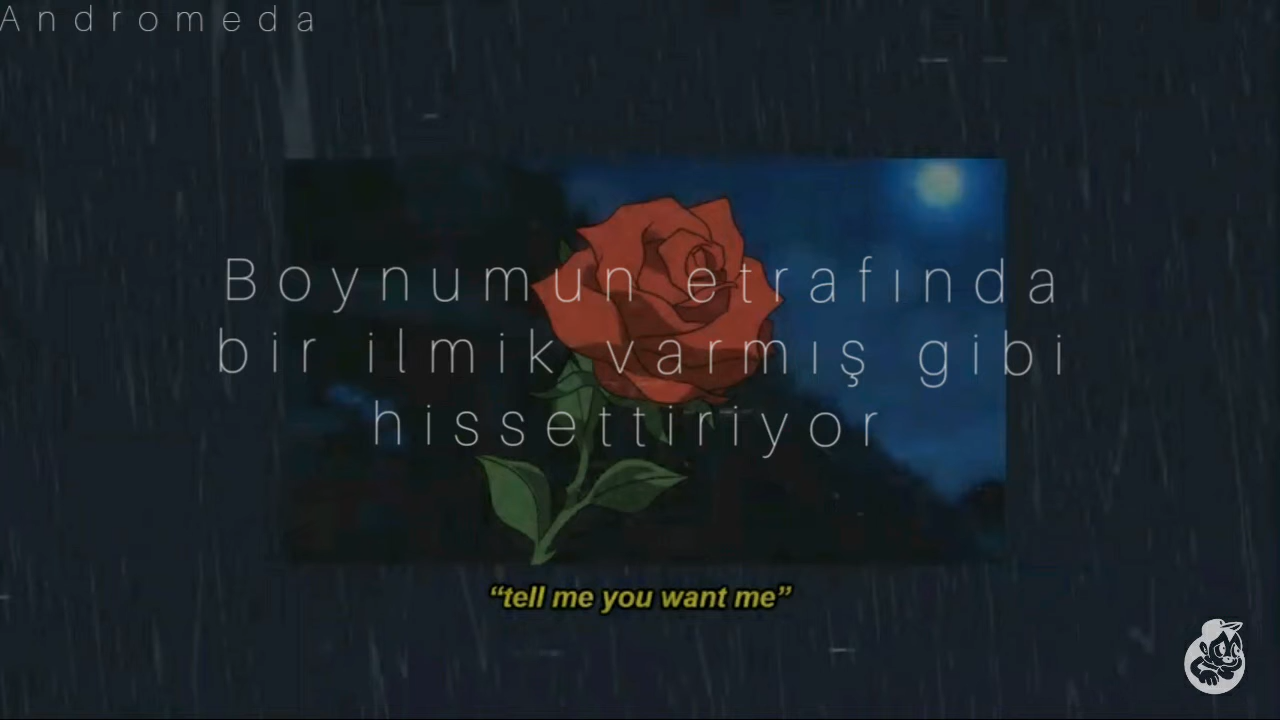 Andromeda
Boynumun etrafında
bir ilmik varmış gibi
hissettiriyor
“tell me you want me”